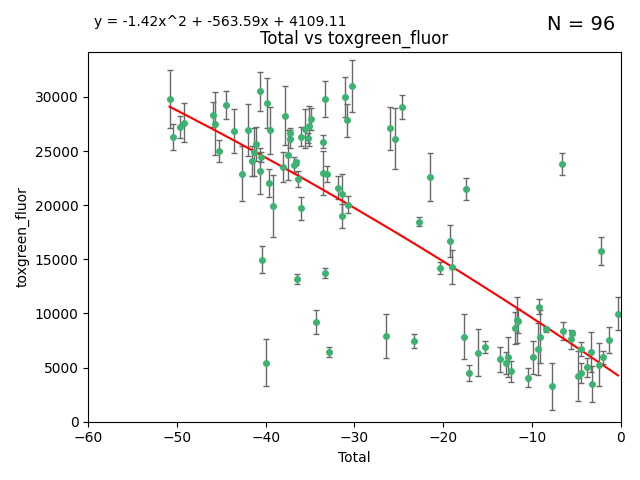 y = -1.42x^2 + -563.59x + 4109.11
N = 96
Total vs toxgreen_fluor
30000
25000
20000
15000
10000
5000
0
toxgreen_fluor
−60
−50
−40
−30
−20
−10
0
Total